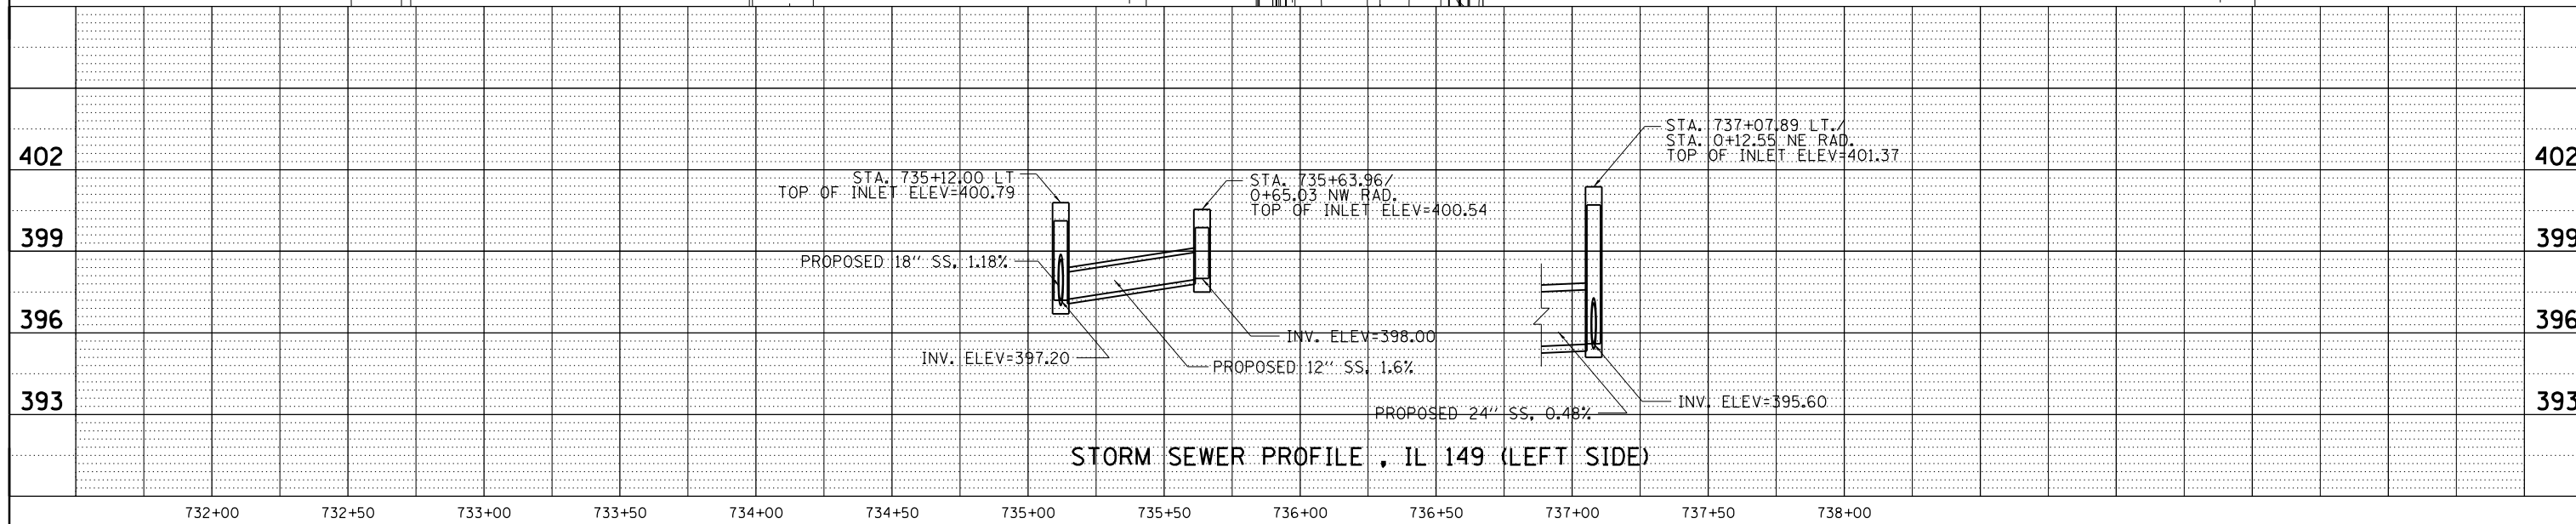 STA. 737+07.89 LT./
STA. 0+12.55 NE RAD.
TOP OF INLET ELEV=401.37
402
402
STA. 735+12.00 LT
TOP OF INLET ELEV=400.79
STA. 735+63.96/
0+65.03 NW RAD.
TOP OF INLET ELEV=400.54
399
399
PROPOSED 18" SS, 1.18%
396
396
INV. ELEV=398.00
INV. ELEV=397.20
PROPOSED 12" SS, 1.6%
393
393
INV. ELEV=395.60
PROPOSED 24" SS, 0.48%
STORM SEWER PROFILE , IL 149 (LEFT SIDE)
732+00 732+50 733+00 733+50 734+00 734+50 735+00 735+50 736+00 736+50 737+00 737+50 738+00